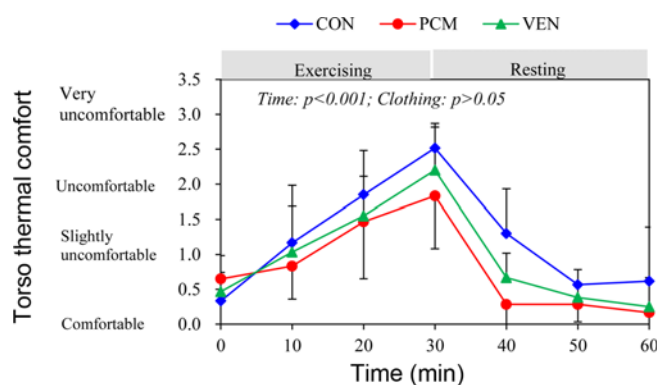 CON PCM VEN
Exercising Resting
Time: p<0.001; Clothing: p>0.05
Torso thermal comfort
Very
uncomfortable
Uncomfortable
Slightly
uncomfortable
Comfortable
3.5
3.0
2.5
2.0
1.5
1.0
0.5
0.0
0 10 20 30 40 50 60
Time (min)